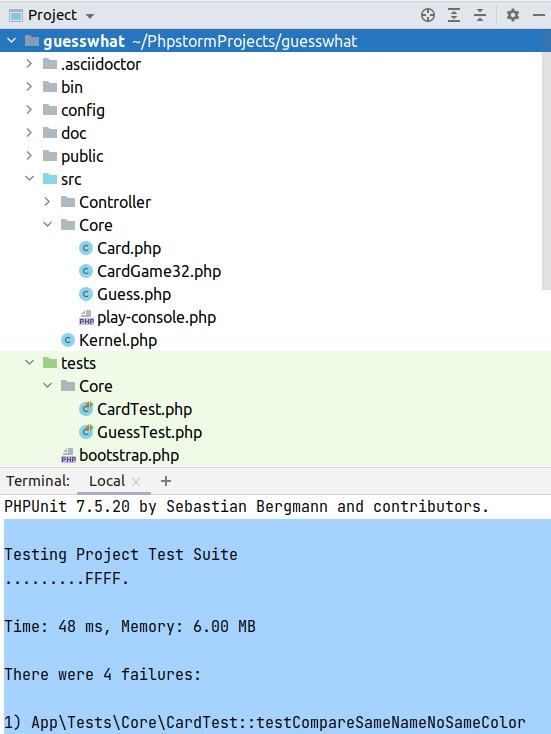 Project
guesswhat ~/PhpstormProjects/guesswhat
.asciidoctor
bin
config
doc
public
src
Controller
Core
C Card.php
C CardGame32.php
C Guess.php
PHP play-console.php
C Kernel.php
tests
Core
C CardTest.php
C GuessTest.php
PHP bootstrap.php
Terminal: Local × +
PHPUnit 7.5.20 by Sebastian Bergmann and contributors.
Testing Project Test Suite
.........FFFF.
Time: 48 ms, Memory: 6.00 MB
There were 4 failures:
1) App\Tests\Core\CardTest::testCompareSameNameNoSameColor